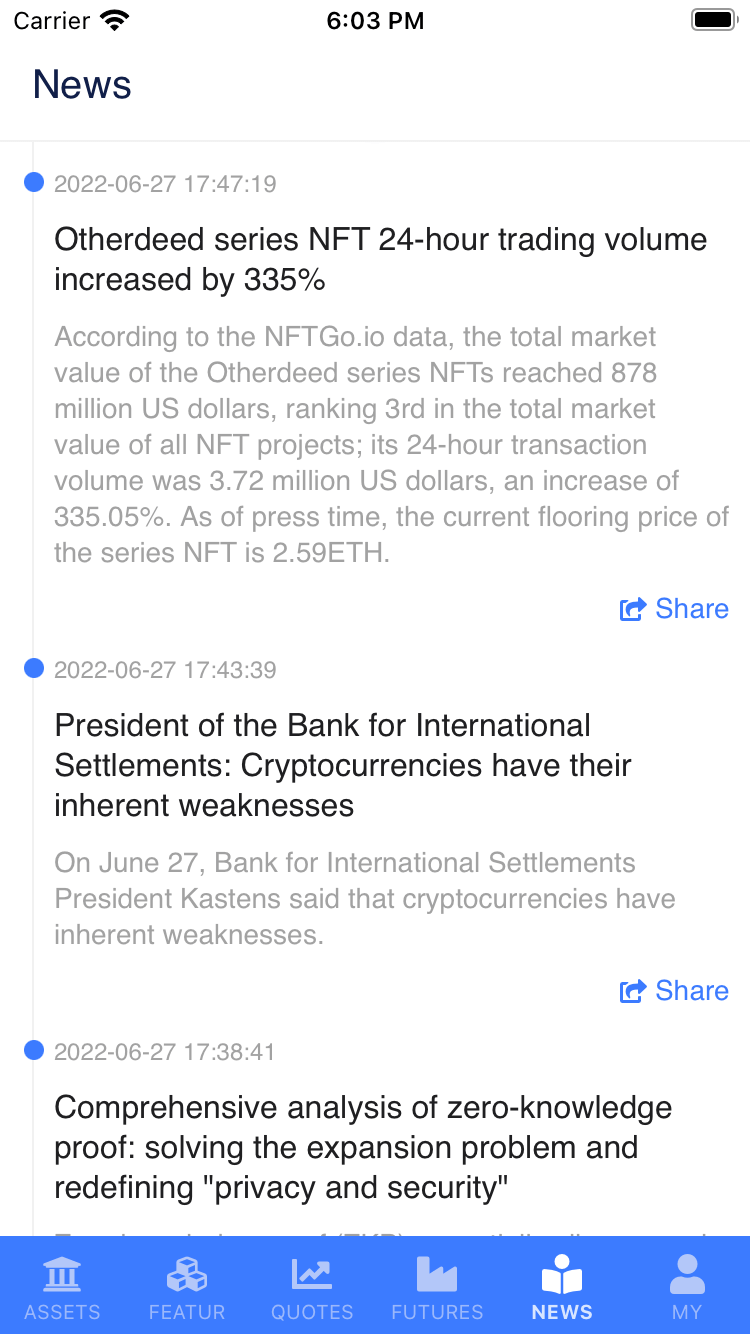 Carrier 6:03 PM
News
2022-06-27 17:47:19
Otherdeed series NFT 24-hour trading volume
increased by 335%
According to the NFTGo.io data, the total market
value of the Otherdeed series NFTs reached 878
million US dollars, ranking 3rd in the total market
value of all NFT projects; its 24-hour transaction
volume was 3.72 million US dollars, an increase of
335.05%. As of press time, the current flooring price of
the series NFT is 2.59ETH.
Share
2022-06-27 17:43:39
President of the Bank for International
Settlements: Cryptocurrencies have their
inherent weaknesses
On June 27, Bank for International Settlements
President Kastens said that cryptocurrencies have
inherent weaknesses.
Share
2022-06-27 17:38:41
Comprehensive analysis of zero-knowledge
proof: solving the expansion problem and
redefining "privacy and security"
ASSETS FEATUR QUOTES FUTURES NEWS MY